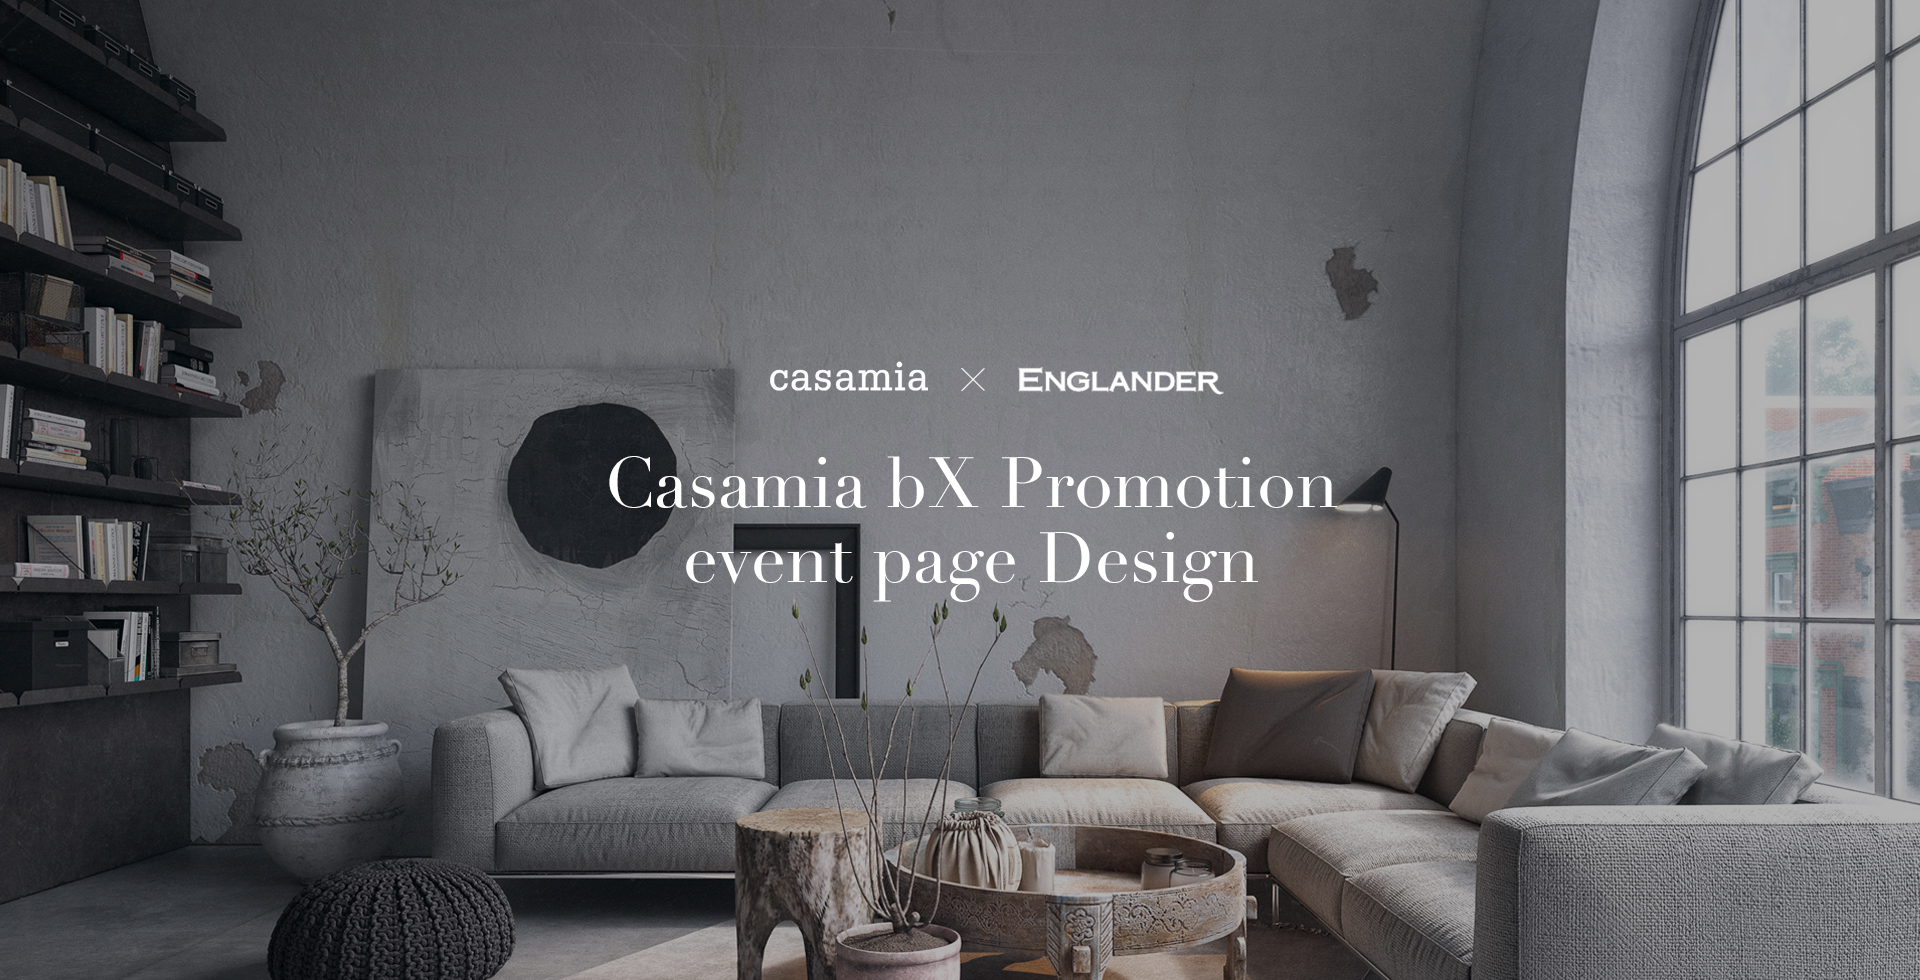 casamia × ENGLANDER
Casamia bX Promotion
event page Design